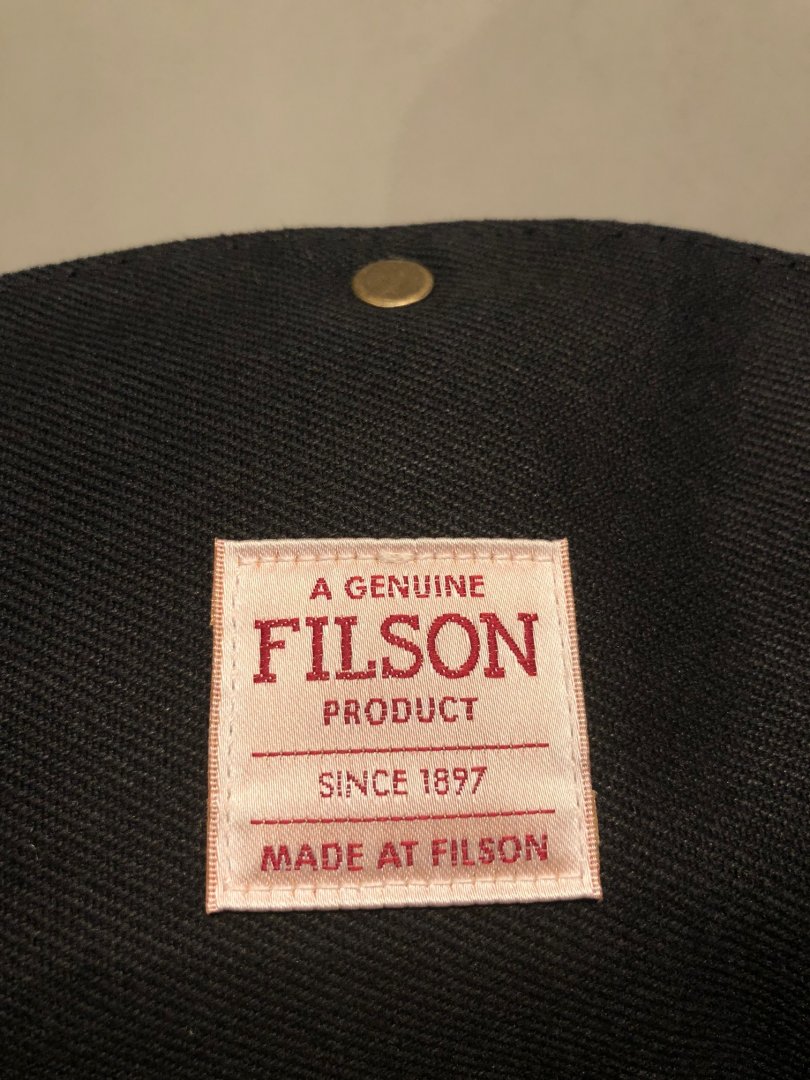 A GENUINE
FILSON
PRODUCT
SINCE 1897
MADE AT FILSON